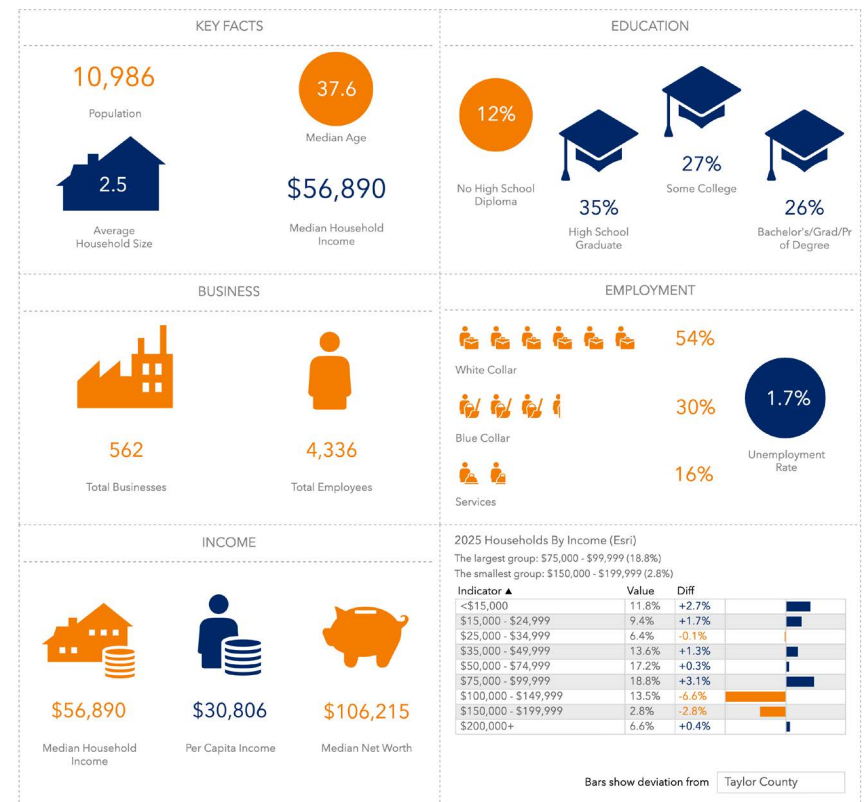 KEY FACTS
10,986
Population
37.6
Median Age
2.5
Average
Household Size
$56,890
Median Household
Income
EDUCATION
12%
No High School
Diploma
35%
High School
Graduate
27%
Some College
26%
Bachelor's/Grad/Pr
of Degree
BUSINESS
562
Total Businesses
4,336
Total Employees
EMPLOYMENT
54%
White Collar
30%
Blue Collar
16%
Services
1.7%
Unemployment
Rate
INCOME
$56,890
Median Household
Income
$30,806
Per Capita Income
$106,215
Median Net Worth
2025 Households By Income (Esri)
The largest group: $75,000 - $99,999 (18.8%)
The smallest group: $150,000 - $199,999 (2.8%)
Indicator ▲ Value Diff
<$15,000 11.8% +2.7%
$15,000 - $24,999 9.4% +1.7%
$25,000 - $34,999 6.4% -0.1%
$35,000 - $49,999 13.6% +1.3%
$50,000 - $74,999 17.2% +0.3%
$75,000 - $99,999 18.8% +3.1%
$100,000 - $149,999 13.5% -6.6%
$150,000 - $199,999 2.8% -2.8%
$200,000+ 6.6% +0.4%
Bars show deviation from Taylor County